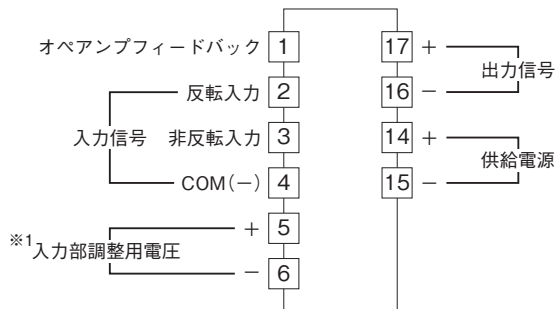 オペアンプフィードバック 1 17 +
反転入力 2 16 − 出力信号
入力信号 非反転入力 3 14 +
COM(−) 4 15 − 供給電源
+ 5
※1入力部調整用電圧
− 6